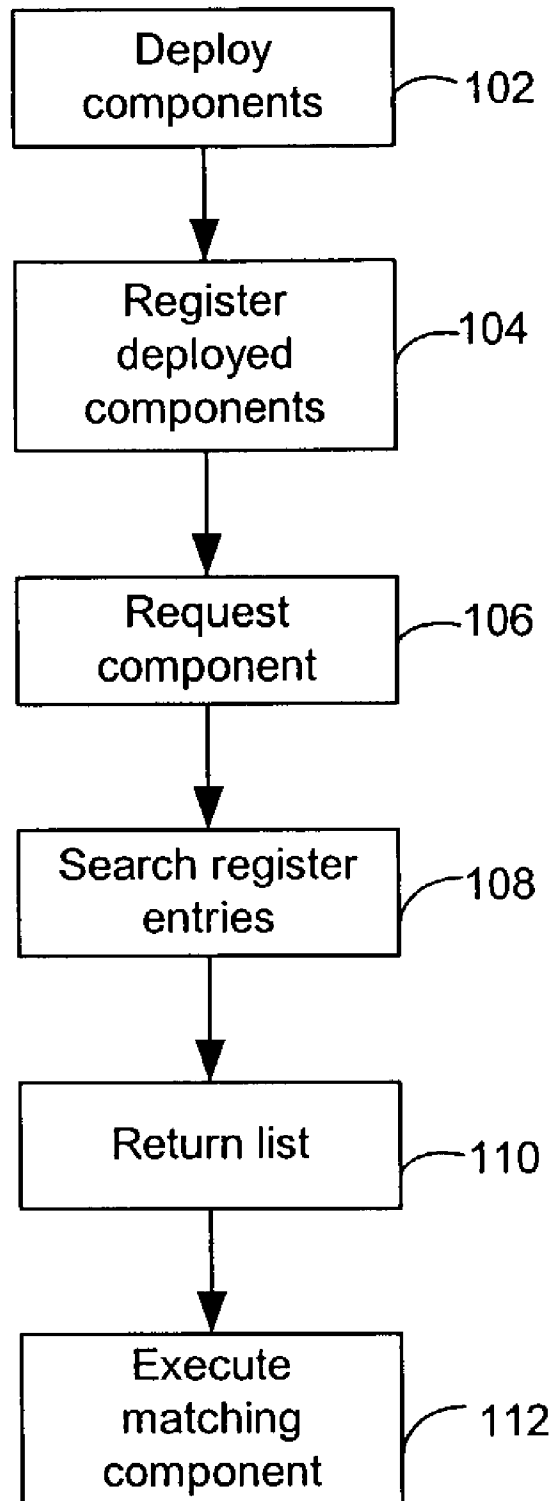 Deploy
components
102
Register
deployed
components
104
Request
component
106
Search register
entries
108
Return list
110
Execute
matching
component
112